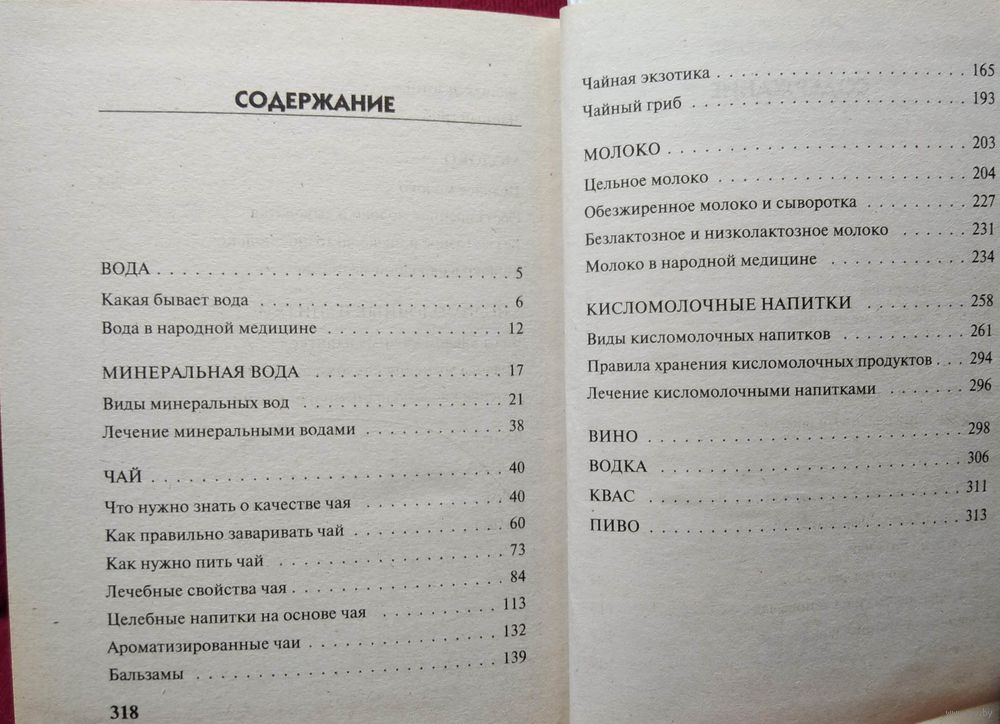 СОДЕРЖАНИЕ
ВОДА . . . . . . . . . . . . . . . . . . . . . . . . . . . . . 5
Какая бывает вода . . . . . . . . . . . . . . . . . . . . . 6
Вода в народной медицине . . . . . . . . . . . . . . . 12
МИНЕРАЛЬНАЯ ВОДА . . . . . . . . . . . . . . . . 17
Виды минеральных вод . . . . . . . . . . . . . . . . . 21
Лечение минеральными водами . . . . . . . . . . . . 38
ЧАЙ . . . . . . . . . . . . . . . . . . . . . . . . . . . . . 40
Что нужно знать о качестве чая . . . . . . . . . . . . 40
Как правильно заваривать чай . . . . . . . . . . . . . 60
Как нужно пить чай . . . . . . . . . . . . . . . . . . . 73
Лечебные свойства чая . . . . . . . . . . . . . . . . . . 84
Целебные напитки на основе чая . . . . . . . . . . . 113
Ароматизированные чаи . . . . . . . . . . . . . . . . . 132
Бальзамы . . . . . . . . . . . . . . . . . . . . . . . . . . 139
318
Чайная экзотика . . . . . . . . . . . . . . . . . . . . . 165
Чайный гриб . . . . . . . . . . . . . . . . . . . . . . . 193
МОЛОКО . . . . . . . . . . . . . . . . . . . . . . . . . 203
Цельное молоко . . . . . . . . . . . . . . . . . . . . . 204
Обезжиренное молоко и сыворотка . . . . . . . . . 227
Безлактозное и низколактозное молоко . . . . . . 231
Молоко в народной медицине . . . . . . . . . . . . 234
КИСЛОМОЛОЧНЫЕ НАПИТКИ . . . . . . . . . 258
Виды кисломолочных напитков . . . . . . . . . . . 261
Правила хранения кисломолочных продуктов . . . 294
Лечение кисломолочными напитками . . . . . . . 296
ВИНО . . . . . . . . . . . . . . . . . . . . . . . . . . . 298
ВОДКА . . . . . . . . . . . . . . . . . . . . . . . . . . 306
КВАС . . . . . . . . . . . . . . . . . . . . . . . . . . . 311
ПИВО . . . . . . . . . . . . . . . . . . . . . . . . . . . 313